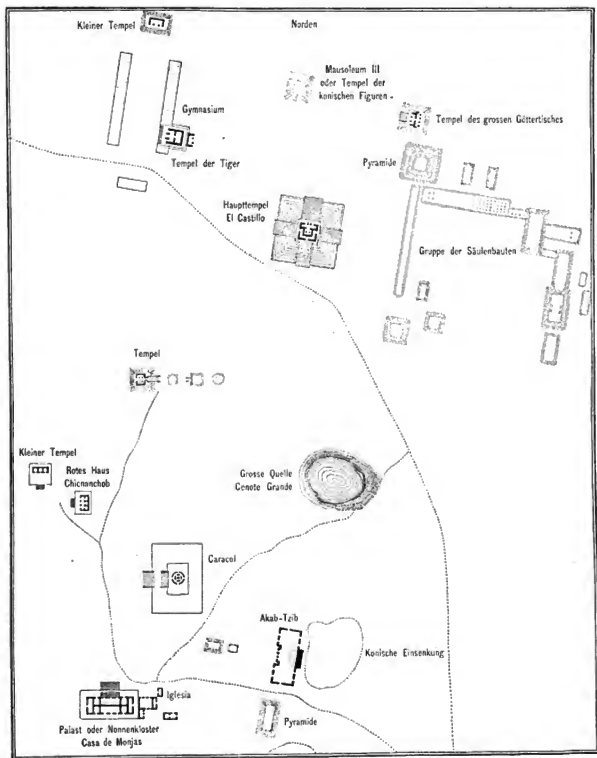 Kleiner Tempel
Norden
Mausoleum III
oder Tempel der
konischen Figuren
Gymnasium
Tempel des grossen Göttertisches
Tempel der Tiger
Pyramide
Haupttempel
El Castillo
Gruppe der Säulenbauten
Tempel
Kleiner Tempel
Rotes Haus
Chicnanchob
Grosse Quelle
Cenote Grande
Caracol
Akab-Tzib
Konische Einsenkung
Iglesia
Palast oder Nonnenkloster
Casa de Monjas
Pyramide